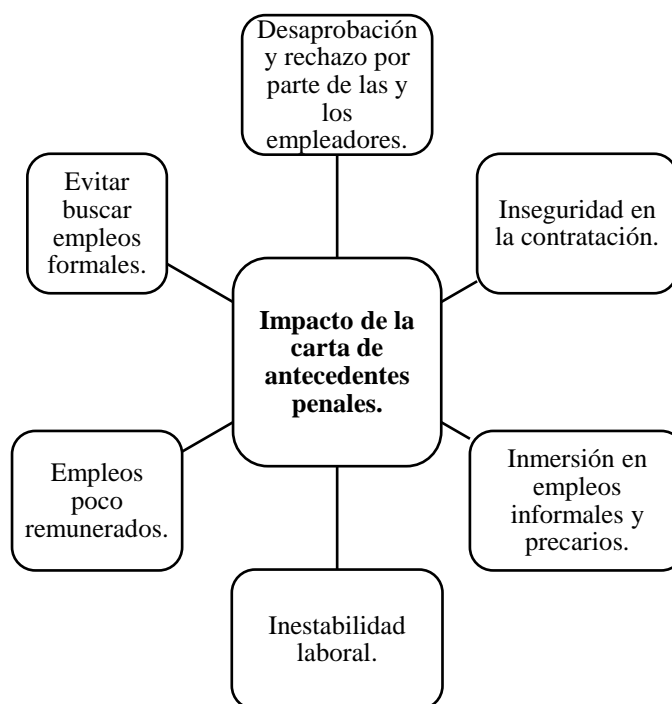 Desaprobación
y rechazo por
parte de las y
los
empleadores.
Evitar
buscar
empleos
formales.
Inseguridad en
la contratación.
Impacto de la
carta de
antecedentes
penales.
Empleos
poco
remunerados.
Inmersión en
empleos
informales y
precarios.
Inestabilidad
laboral.